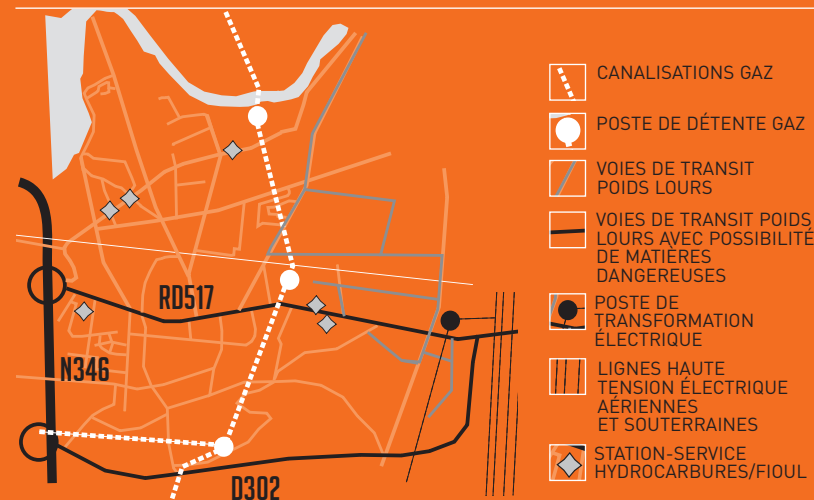 CANALISATIONS GAZ
POSTE DE DÉTENTE GAZ
VOIES DE TRANSIT
POIDS LOURS
VOIES DE TRANSIT POIDS
LOURS AVEC POSSIBILITÉ
DE MATIÈRES
DANGEREUSES
POSTE DE
TRANSFORMATION
ÉLECTRIQUE
LIGNES HAUTE
TENSION ÉLECTRIQUE
AÉRIENNES
ET SOUTERRAINES
STATION-SERVICE
HYDROCARBURES/FIOUL
RD517
N346
D302